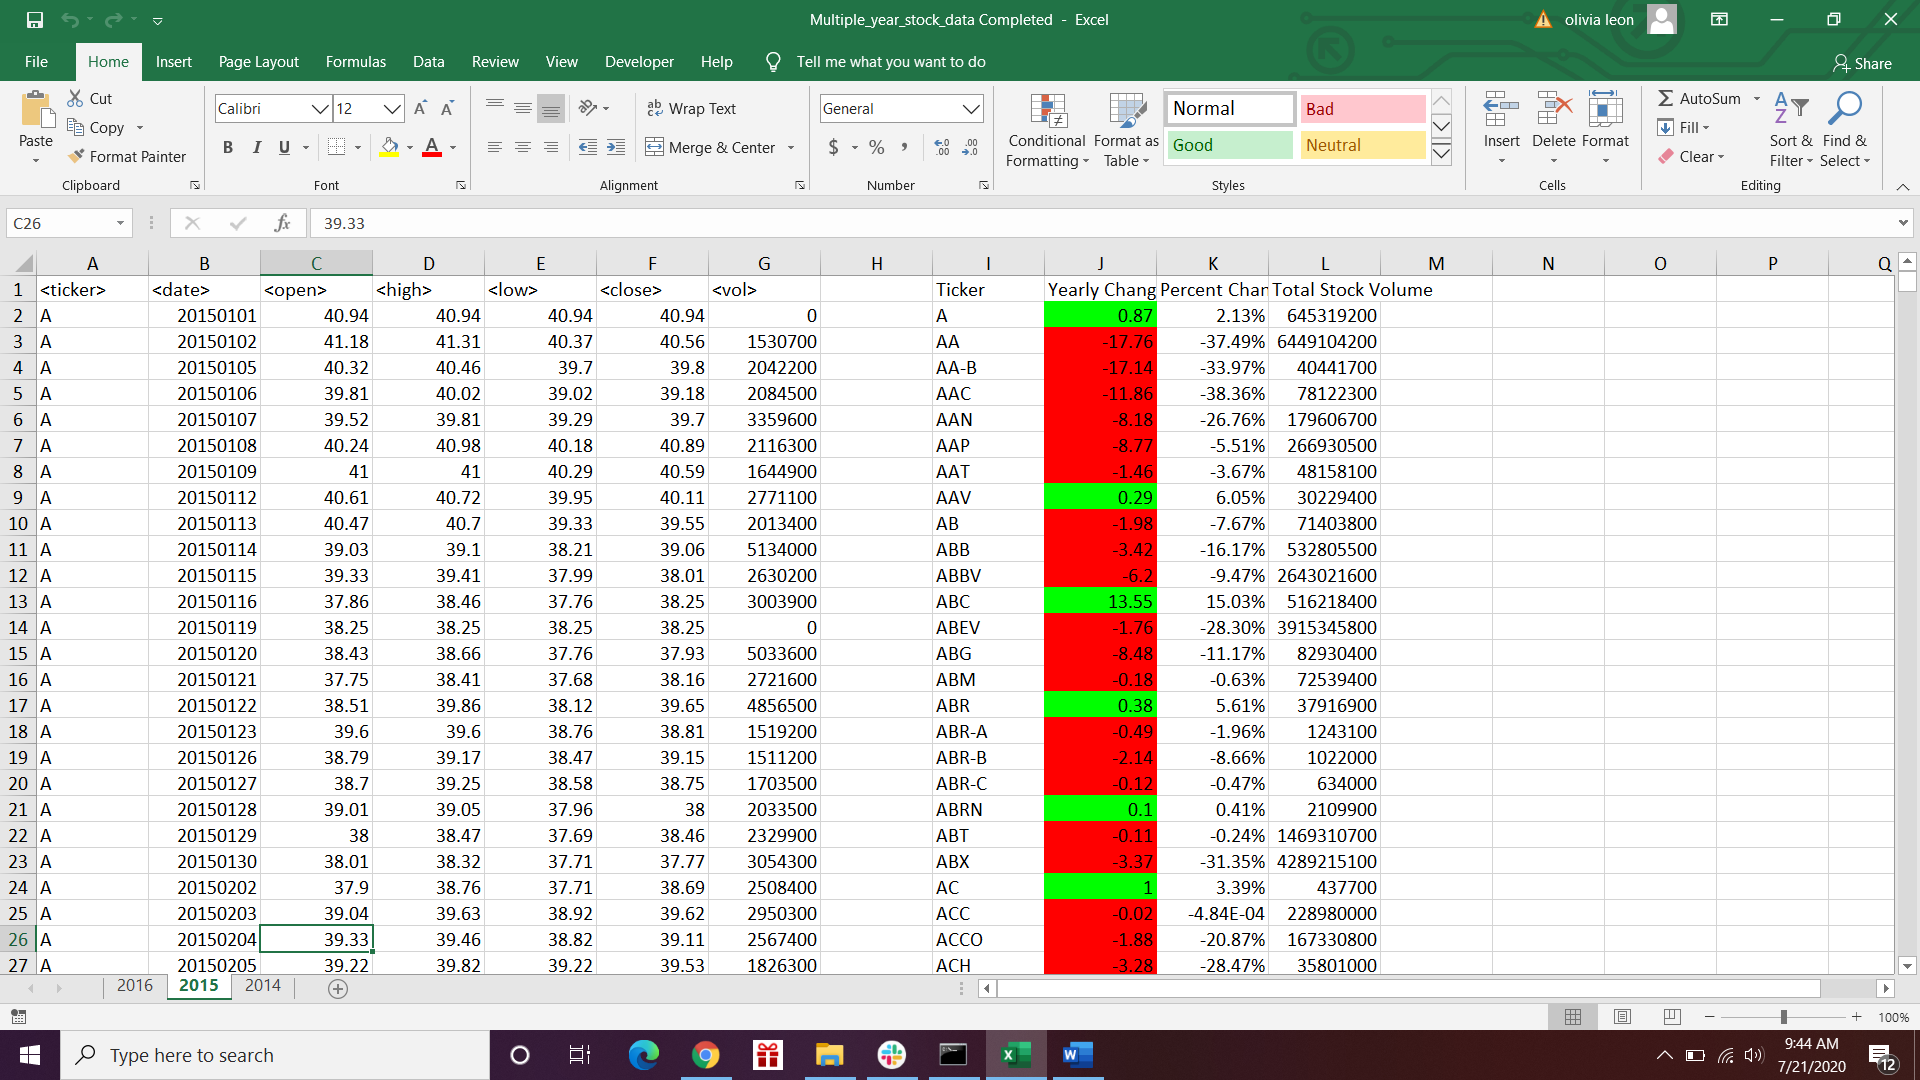 Multiple_year_stock_data Completed - Excel
olivia leon
File Home Insert Page Layout Formulas Data Review View Developer Help Tell me what you want to do Share
Paste
Cut
Copy
Format Painter
Clipboard
Calibri 12
B I U
Font
Wrap Text
Merge & Center
Alignment
General
$ % ,
Number
Conditional Formatting
Format as Table
Normal Bad
Good Neutral
Styles
Insert Delete Format
Cells
AutoSum
Fill
Clear
Sort & Filter
Find & Select
Editing
C26 fx 39.33
A B C D E F G H I J K L M N O P Q
1 <ticker> <date> <open> <high> <low> <close> <vol> Ticker Yearly Chang Percent Chan Total Stock Volume
2 A 20150101 40.94 40.94 40.94 40.94 0 A 0.87 2.13% 645319200
3 A 20150102 41.18 41.31 40.37 40.56 1530700 AA -17.76 -37.49% 6449104200
4 A 20150105 40.32 40.46 39.7 39.8 2042200 AA-B -17.14 -33.97% 40441700
5 A 20150106 39.81 40.02 39.02 39.18 2084500 AAC -11.86 -38.36% 78122300
6 A 20150107 39.52 39.81 39.29 39.7 3359600 AAN -8.18 -26.76% 179606700
7 A 20150108 40.24 40.98 40.18 40.89 2116300 AAP -8.77 -5.51% 266930500
8 A 20150109 41 41 40.29 40.59 1644900 AAT -1.46 -3.67% 48158100
9 A 20150112 40.61 40.72 39.95 40.11 2771100 AAV 0.29 6.05% 30229400
10 A 20150113 40.47 40.7 39.33 39.55 2013400 AB -1.98 -7.67% 71403800
11 A 20150114 39.03 39.1 38.21 39.06 5134000 ABB -3.42 -16.17% 532805500
12 A 20150115 39.33 39.41 37.99 38.01 2630200 ABBV -6.2 -9.47% 2643021600
13 A 20150116 37.86 38.46 37.76 38.25 3003900 ABC 13.55 15.03% 516218400
14 A 20150119 38.25 38.25 38.25 38.25 0 ABEV -1.76 -28.30% 3915345800
15 A 20150120 38.43 38.66 37.76 37.93 5033600 ABG -8.48 -11.17% 82930400
16 A 20150121 37.75 38.41 37.68 38.16 2721600 ABM -0.18 -0.63% 72539400
17 A 20150122 38.51 39.86 38.12 39.65 4856500 ABR 0.38 5.61% 37916900
18 A 20150123 39.6 39.6 38.76 38.81 1519200 ABR-A -0.49 -1.96% 1243100
19 A 20150126 38.79 39.17 38.47 39.15 1511200 ABR-B -2.14 -8.66% 1022000
20 A 20150127 38.7 39.25 38.58 38.75 1703500 ABR-C -0.12 -0.47% 634000
21 A 20150128 39.01 39.05 37.96 38 2033500 ABRN 0.1 0.41% 2109900
22 A 20150129 38 38.47 37.69 38.46 2329900 ABT -0.11 -0.24% 1469310700
23 A 20150130 38.01 38.32 37.71 37.77 3054300 ABX -3.37 -31.35% 4289215100
24 A 20150202 37.9 38.76 37.71 38.69 2508400 AC 1 3.39% 437700
25 A 20150203 39.04 39.63 38.92 39.62 2950300 ACC -0.02 -4.84E-04 228980000
26 A 20150204 39.33 39.46 38.82 39.11 2567400 ACCO -1.88 -20.87% 167330800
27 A 20150205 39.22 39.82 39.22 39.53 1826300 ACH -3.28 -28.47% 35801000
2016 2015 2014
100%
Type here to search
9:44 AM
7/21/2020
12